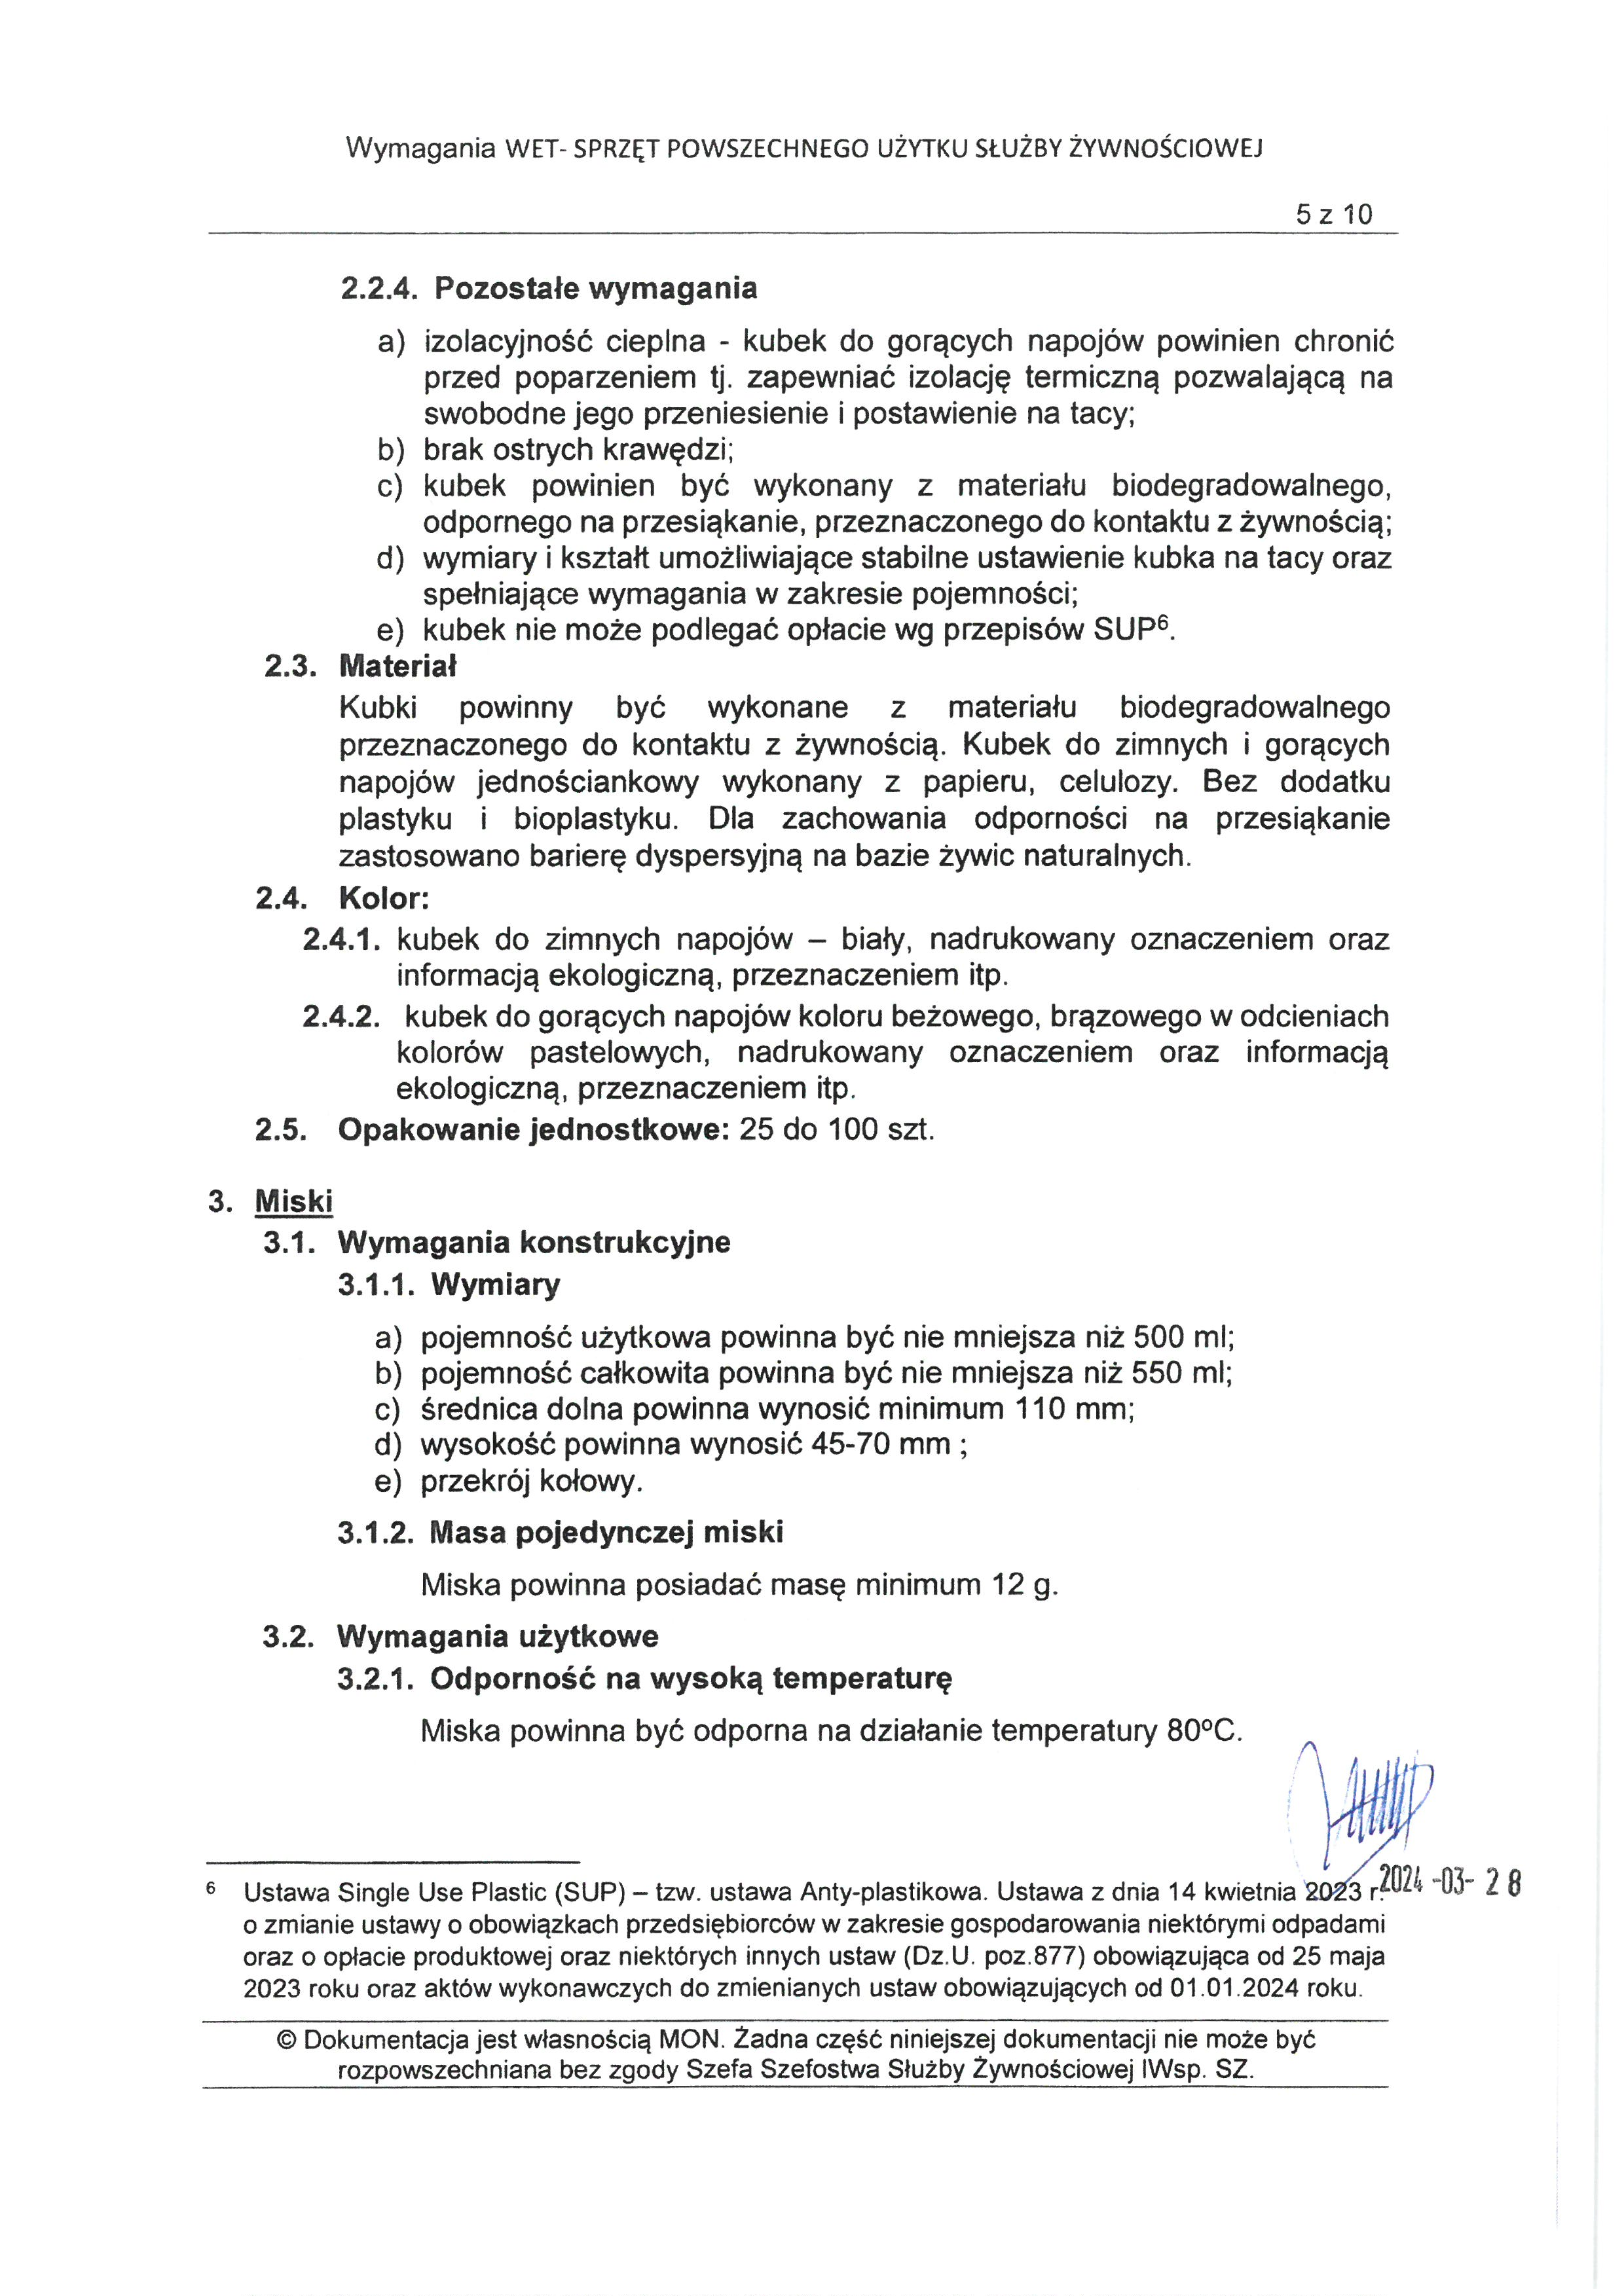 Wymagania WET- SPRZĘT POWSZECHNEGO UŻYTKU SŁUŻBY ŻYWNOŚCIOWEJ
5 z 10
2.2.4. Pozostałe wymagania
a) izolacyjność cieplna - kubek do gorących napojów powinien chronić
przed poparzeniem tj. zapewniać izolację termiczną pozwalającą na
swobodne jego przeniesienie i postawienie na tacy;
b) brak ostrych krawędzi;
c) kubek powinien być wykonany z materiału biodegradowalnego,
odpornego na przesiąkanie, przeznaczonego do kontaktu z żywnością;
d) wymiary i kształt umożliwiające stabilne ustawienie kubka na tacy oraz
spełniające wymagania w zakresie pojemności;
e) kubek nie może podlegać opłacie wg przepisów SUP⁶.
2.3. Materiał
Kubki powinny być wykonane z materiału biodegradowalnego
przeznaczonego do kontaktu z żywnością. Kubek do zimnych i gorących
napojów jednościankowy wykonany z papieru, celulozy. Bez dodatku
plastyku i bioplastyku. Dla zachowania odporności na przesiąkanie
zastosowano barierę dyspersyjną na bazie żywic naturalnych.
2.4. Kolor:
2.4.1. kubek do zimnych napojów – biały, nadrukowany oznaczeniem oraz
informacją ekologiczną, przeznaczeniem itp.
2.4.2. kubek do gorących napojów koloru beżowego, brązowego w odcieniach
kolorów pastelowych, nadrukowany oznaczeniem oraz informacją
ekologiczną, przeznaczeniem itp.
2.5. Opakowanie jednostkowe: 25 do 100 szt.
3. Miski
3.1. Wymagania konstrukcyjne
3.1.1. Wymiary
a) pojemność użytkowa powinna być nie mniejsza niż 500 ml;
b) pojemność całkowita powinna być nie mniejsza niż 550 ml;
c) średnica dolna powinna wynosić minimum 110 mm;
d) wysokość powinna wynosić 45-70 mm ;
e) przekrój kołowy.
3.1.2. Masa pojedynczej miski
Miska powinna posiadać masę minimum 12 g.
3.2. Wymagania użytkowe
3.2.1. Odporność na wysoką temperaturę
Miska powinna być odporna na działanie temperatury 80ºC.
2024 -03- 28
⁶ Ustawa Single Use Plastic (SUP) – tzw. ustawa Anty-plastikowa. Ustawa z dnia 14 kwietnia 2023 r.
o zmianie ustawy o obowiązkach przedsiębiorców w zakresie gospodarowania niektórymi odpadami
oraz o opłacie produktowej oraz niektórych innych ustaw (Dz.U. poz.877) obowiązująca od 25 maja
2023 roku oraz aktów wykonawczych do zmienianych ustaw obowiązujących od 01.01.2024 roku.
© Dokumentacja jest własnością MON. Żadna część niniejszej dokumentacji nie może być
rozpowszechniana bez zgody Szefa Szefostwa Służby Żywnościowej IWsp. SZ.